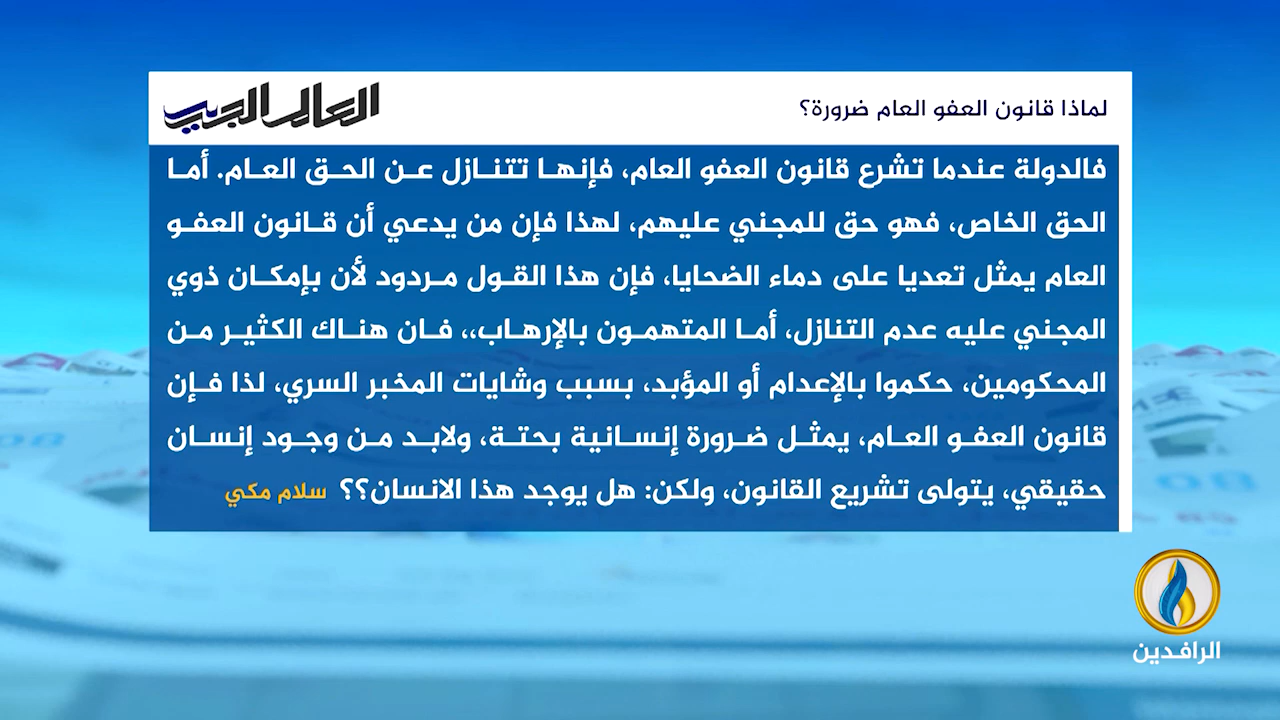 لماذا قانون العفو العام ضرورة؟
العالم الجديد
فالدولة عندما تشرع قانون العفو العام، فإنها تتنازل عن الحق العام. أما
الحق الخاص، فهو حق للمجني عليهم، لهذا فإن من يدعي أن قانون العفو
العام يمثل تعديا على دماء الضحايا، فإن هذا القول مردود لأن بإمكان ذوي
المجني عليه عدم التنازل، أما المتهمون بالإرهاب،، فان هناك الكثير من
المحكومين، حكموا بالإعدام أو المؤبد، بسبب وشايات المخبر السري، لذا فإن
قانون العفو العام، يمثل ضرورة إنسانية بحتة، ولابد من وجود إنسان
حقيقي، يتولى تشريع القانون، ولكن: هل يوجد هذا الانسان؟؟ سلام مكي
الرافدين